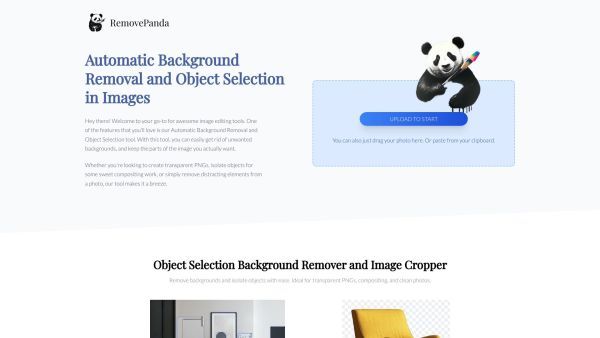 RemovePanda
Automatic Background
Removal and Object Selection
in Images
Hey there! Welcome to your go-to for awesome image editing tools. One
of the features that you'll love is our Automatic Background Removal and
Object Selection tool. With this tool, you can easily get rid of unwanted
backgrounds, and keep the parts of the image you actually want.
Whether you're looking to create transparent PNGs, isolate objects for
some sweet compositing work, or simply remove distracting elements from
a photo, our tool makes it a breeze.
UPLOAD TO START
You can also just drag your photo here. Or paste from your clipboard.
Object Selection Background Remover and Image Cropper
Remove backgrounds and isolate objects with ease. Ideal for transparent PNGs, compositing, and clean photos.